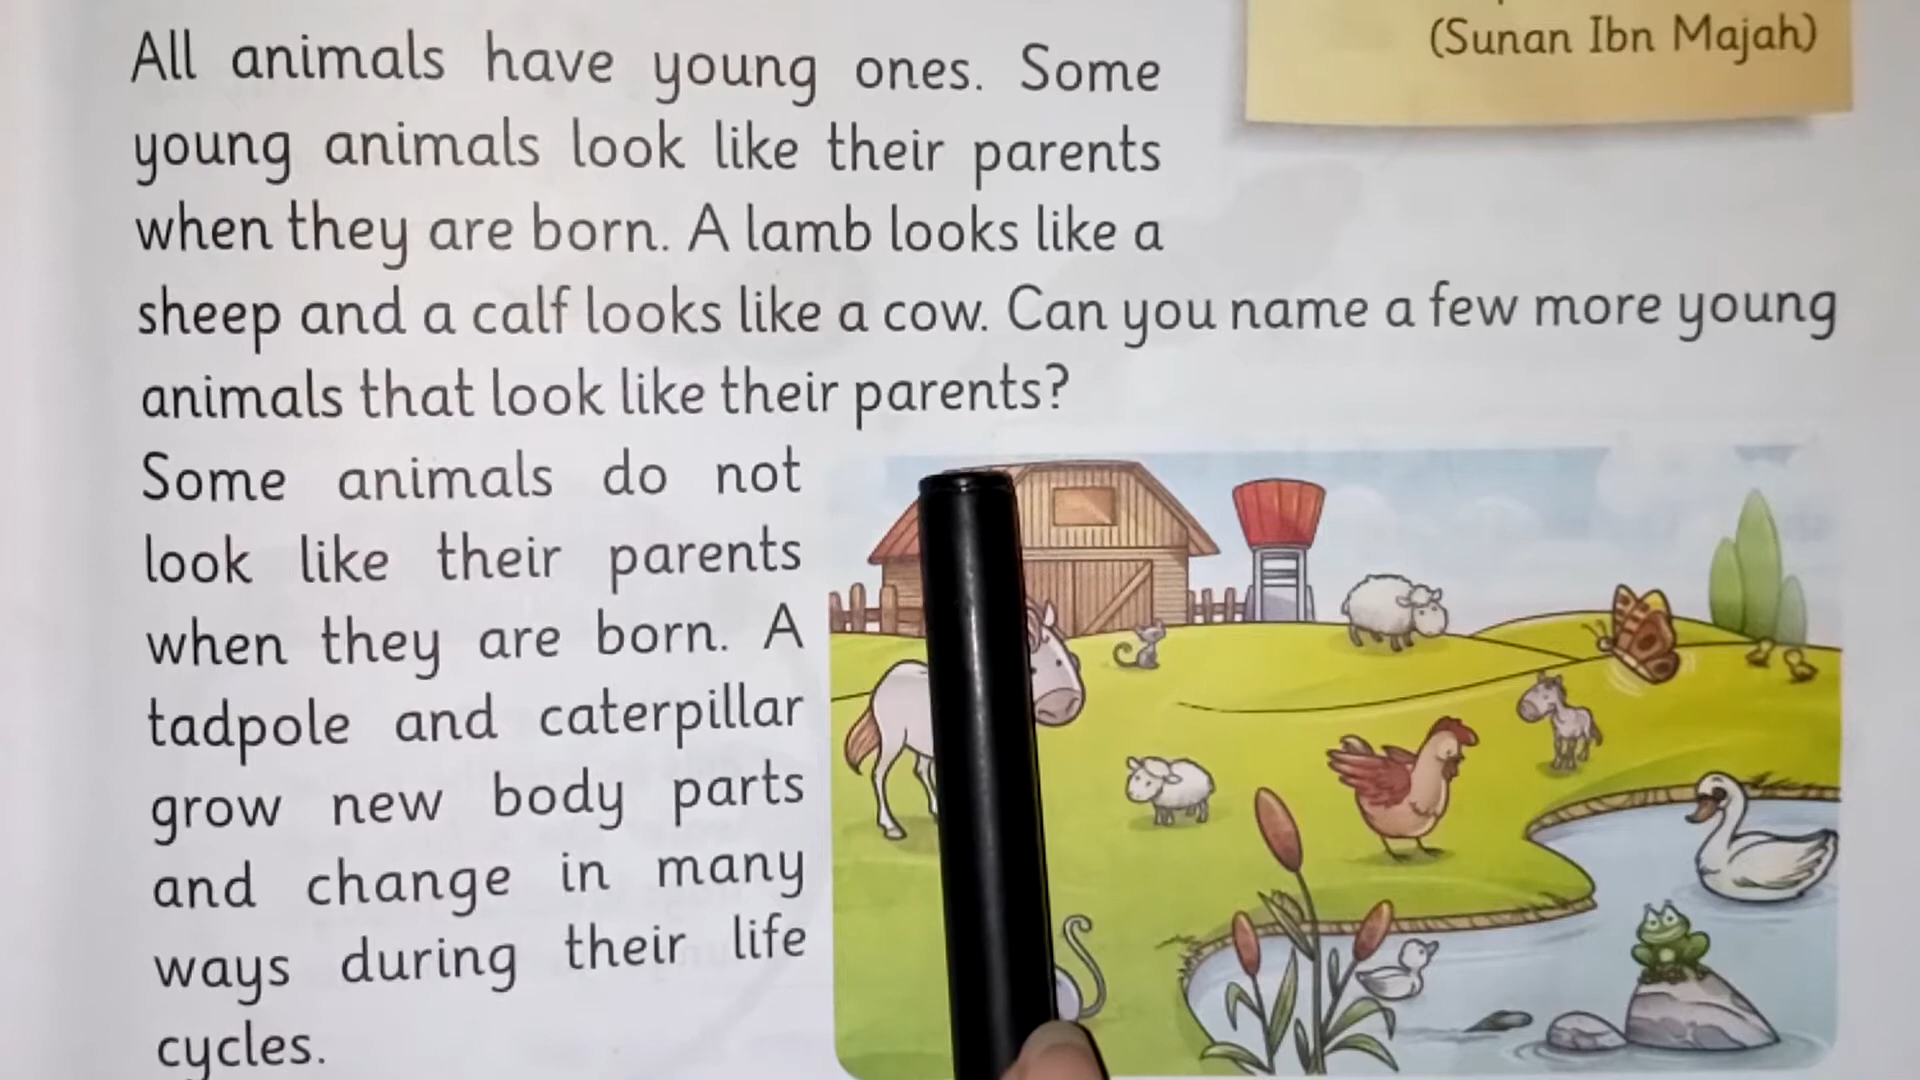 (Sunan Ibn Majah)
All animals have young ones. Some
young animals look like their parents
when they are born. A lamb looks like a
sheep and a calf looks like a cow. Can you name a few more young
animals that look like their parents?
Some animals do not
look like their parents
when they are born. A
tadpole and caterpillar
grow new body parts
and change in many
ways during their life
cycles.